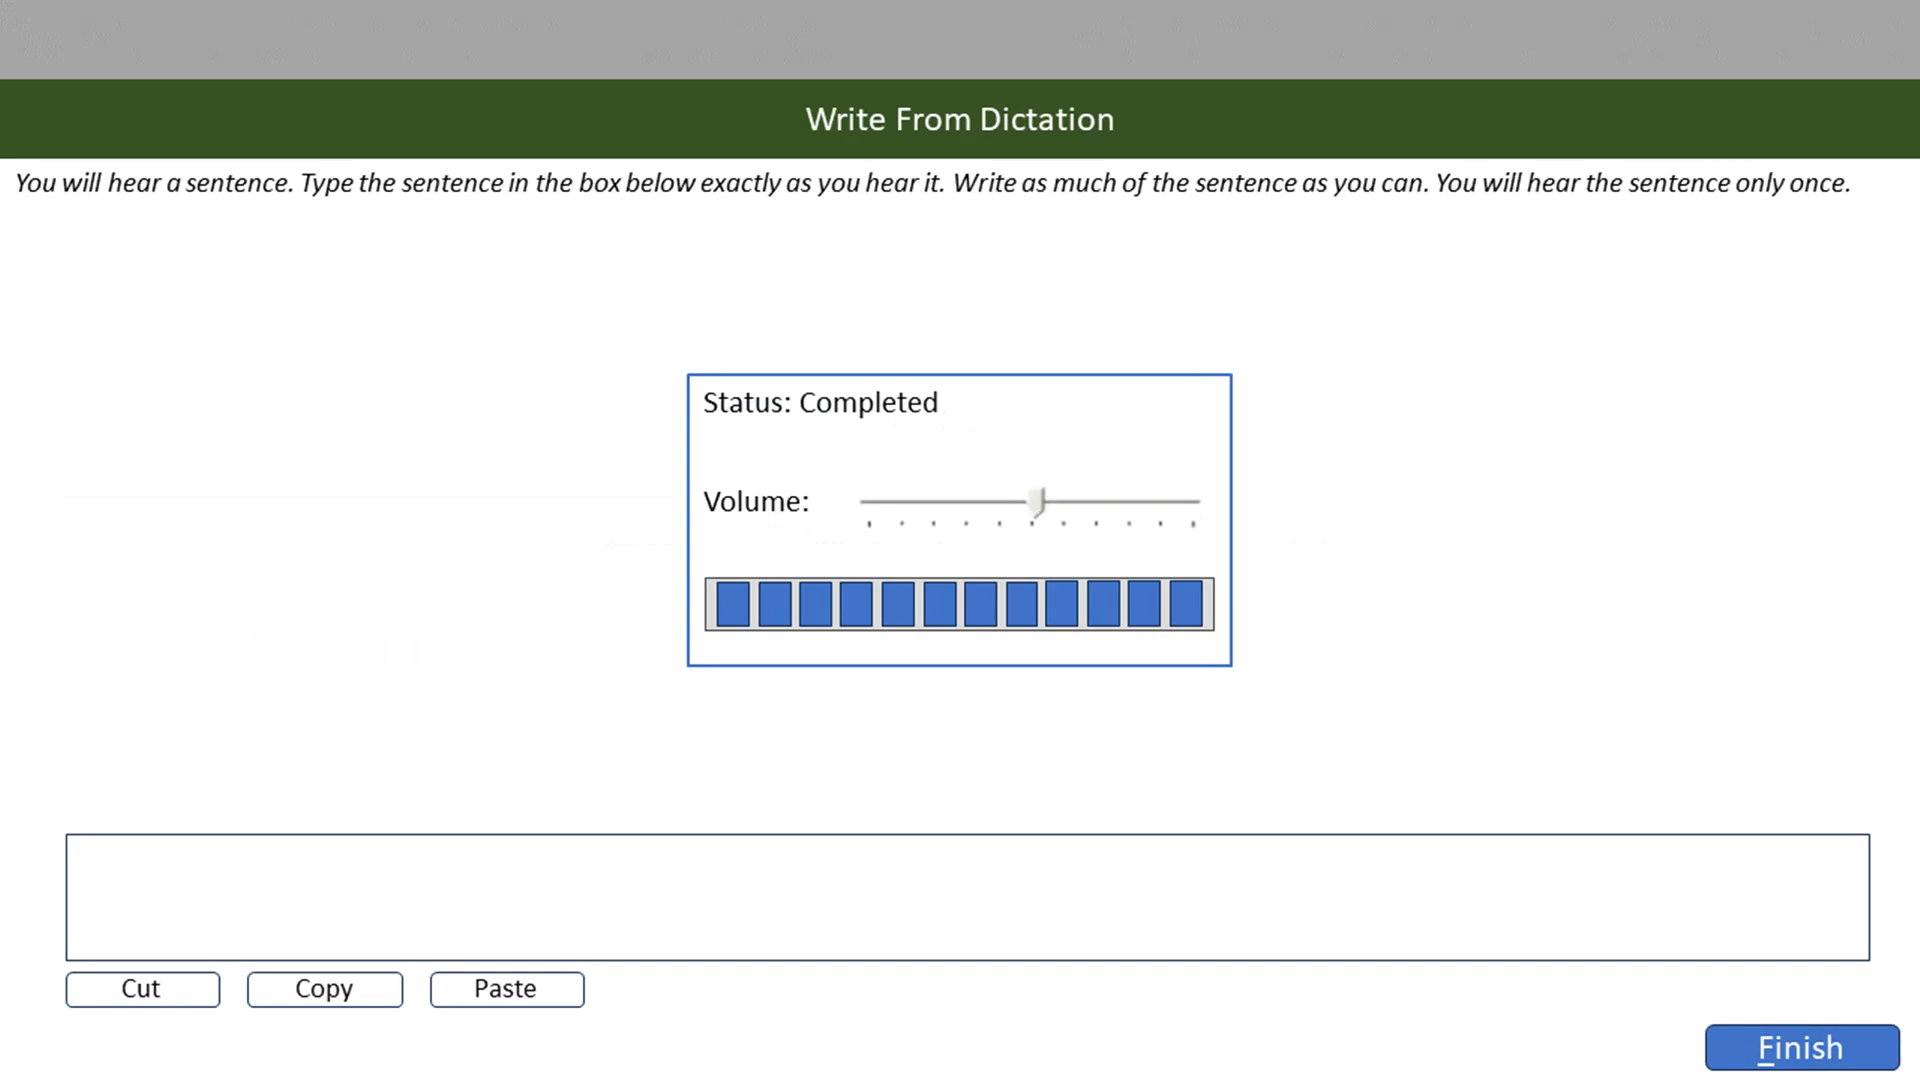 Write From Dictation
You will hear a sentence. Type the sentence in the box below exactly as you hear it. Write as much of the sentence as you can. You will hear the sentence only once.
Status: Completed
Volume:
Cut
Copy
Paste
Finish